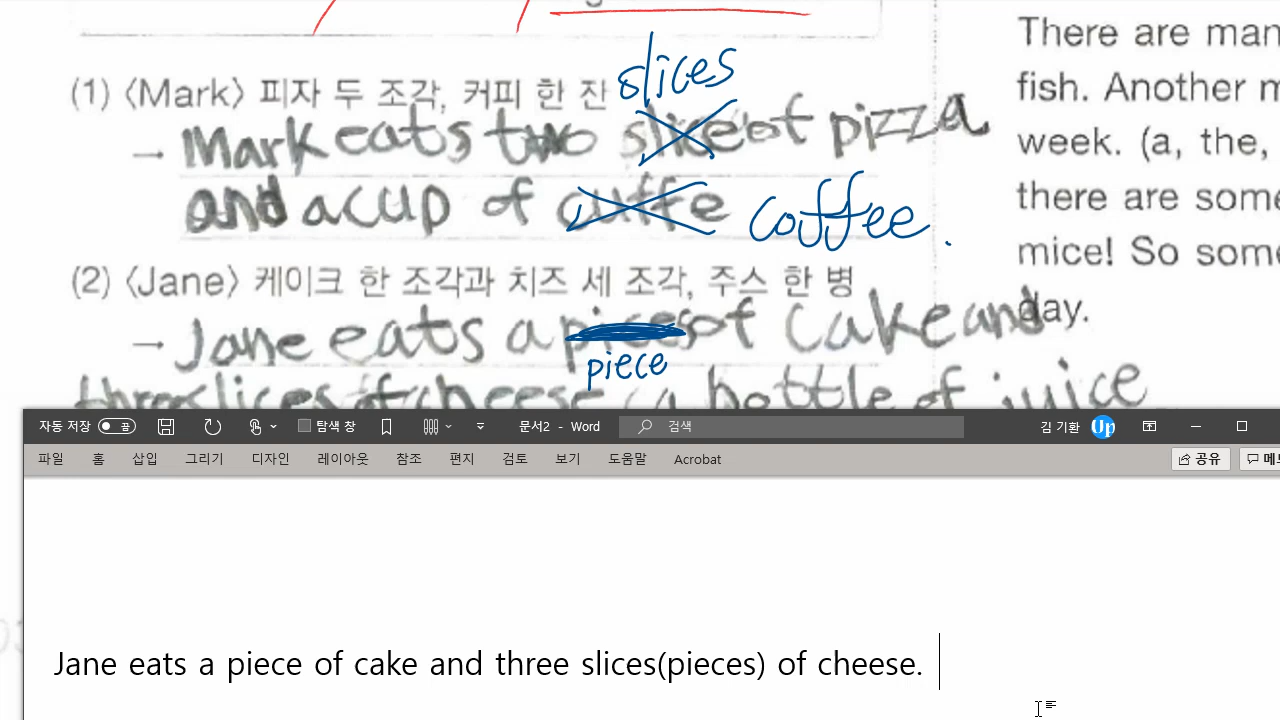 (1) 〈Mark〉 피자 두 조각, 커피 한 잔
slices
→ Mark eats two slice of pizza
and a cup of cuffe coffee.
(2) 〈Jane〉 케이크 한 조각과 치즈 세 조각, 주스 한 병
→ Jane eats a pices of cake and
piece
three slices of cheese a bottle of juice
There are man
fish. Another m
week. (a, the,
there are some
mice! So some
day.
자동 저장 문서2 - Word 검색 김 기환 Up
파일 홈 삽입 그리기 디자인 레이아웃 참조 편지 검토 보기 도움말 Acrobat 공유 메
탐색 창
Jane eats a piece of cake and three slices(pieces) of cheese.